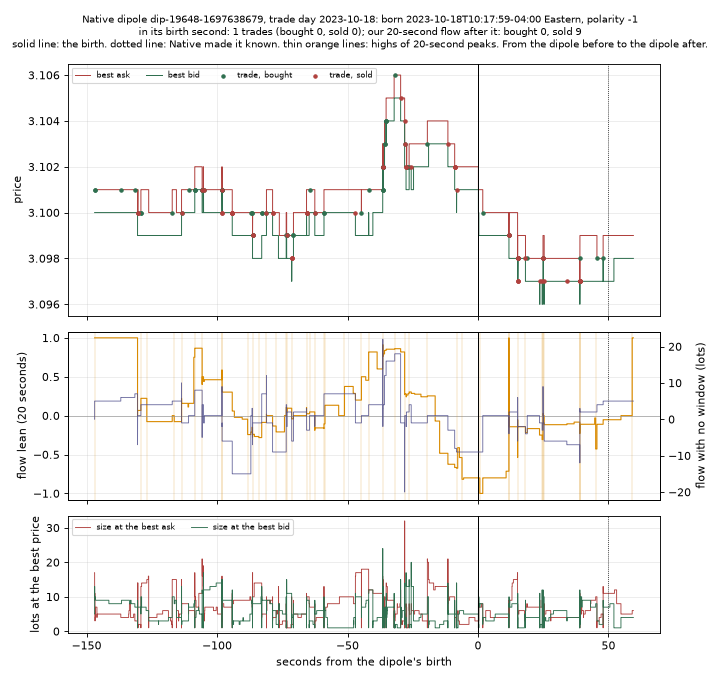 Native dipole dip-19648-1697638679, trade day 2023-10-18: born 2023-10-18T10:17:59-04:00 Eastern, polarity -1
in its birth second: 1 trades (bought 0, sold 0); our 20-second flow after it: bought 0, sold 9
solid line: the birth. dotted line: Native made it known. thin orange lines: highs of 20-second peaks. From the dipole before to the dipole after.
best ask
best bid
trade, bought
trade, sold
3.106
3.104
3.102
3.100
3.098
3.096
price
1.0
0.5
0.0
−0.5
−1.0
flow lean (20 seconds)
20
10
0
−10
−20
flow with no window (lots)
size at the best ask
size at the best bid
30
20
10
0
lots at the best price
−150
−100
−50
0
50
seconds from the dipole's birth